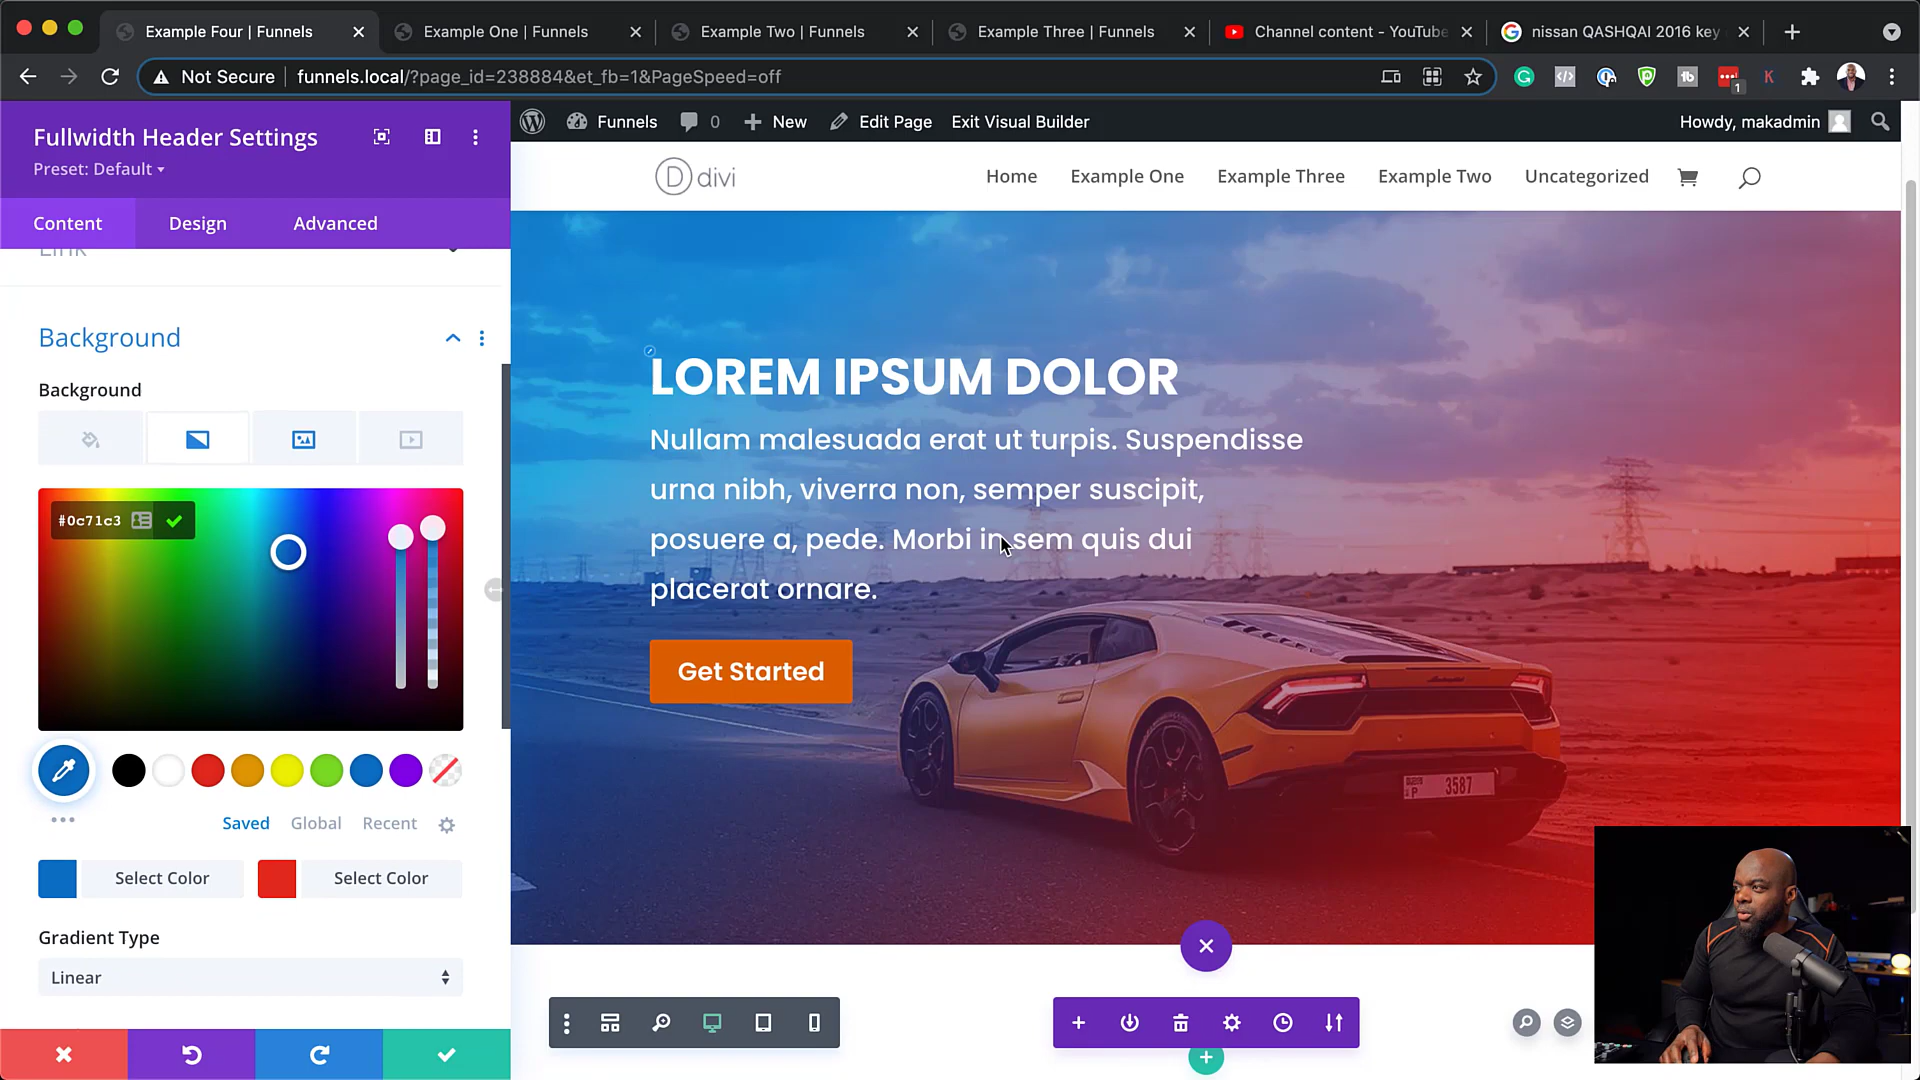 Example Four | Funnels
Example One | Funnels
Example Two | Funnels
Example Three | Funnels
Channel content - YouTube
nissan QASHQAI 2016 key
Not Secure
funnels.local/?page_id=238884&et_fb=1&PageSpeed=off
1
Fullwidth Header Settings
Preset: Default
Content
Design
Advanced
Link
Background
Background
#0c71c3
Saved
Global
Recent
Select Color
Select Color
Gradient Type
Linear
Funnels
0
New
Edit Page
Exit Visual Builder
Howdy, makadmin
D divi
Home
Example One
Example Three
Example Two
Uncategorized
LOREM IPSUM DOLOR
Nullam malesuada erat ut turpis. Suspendisse
urna nibh, viverra non, semper suscipit,
posuere a, pede. Morbi in sem quis dui
placerat ornare.
Get Started
P 3587